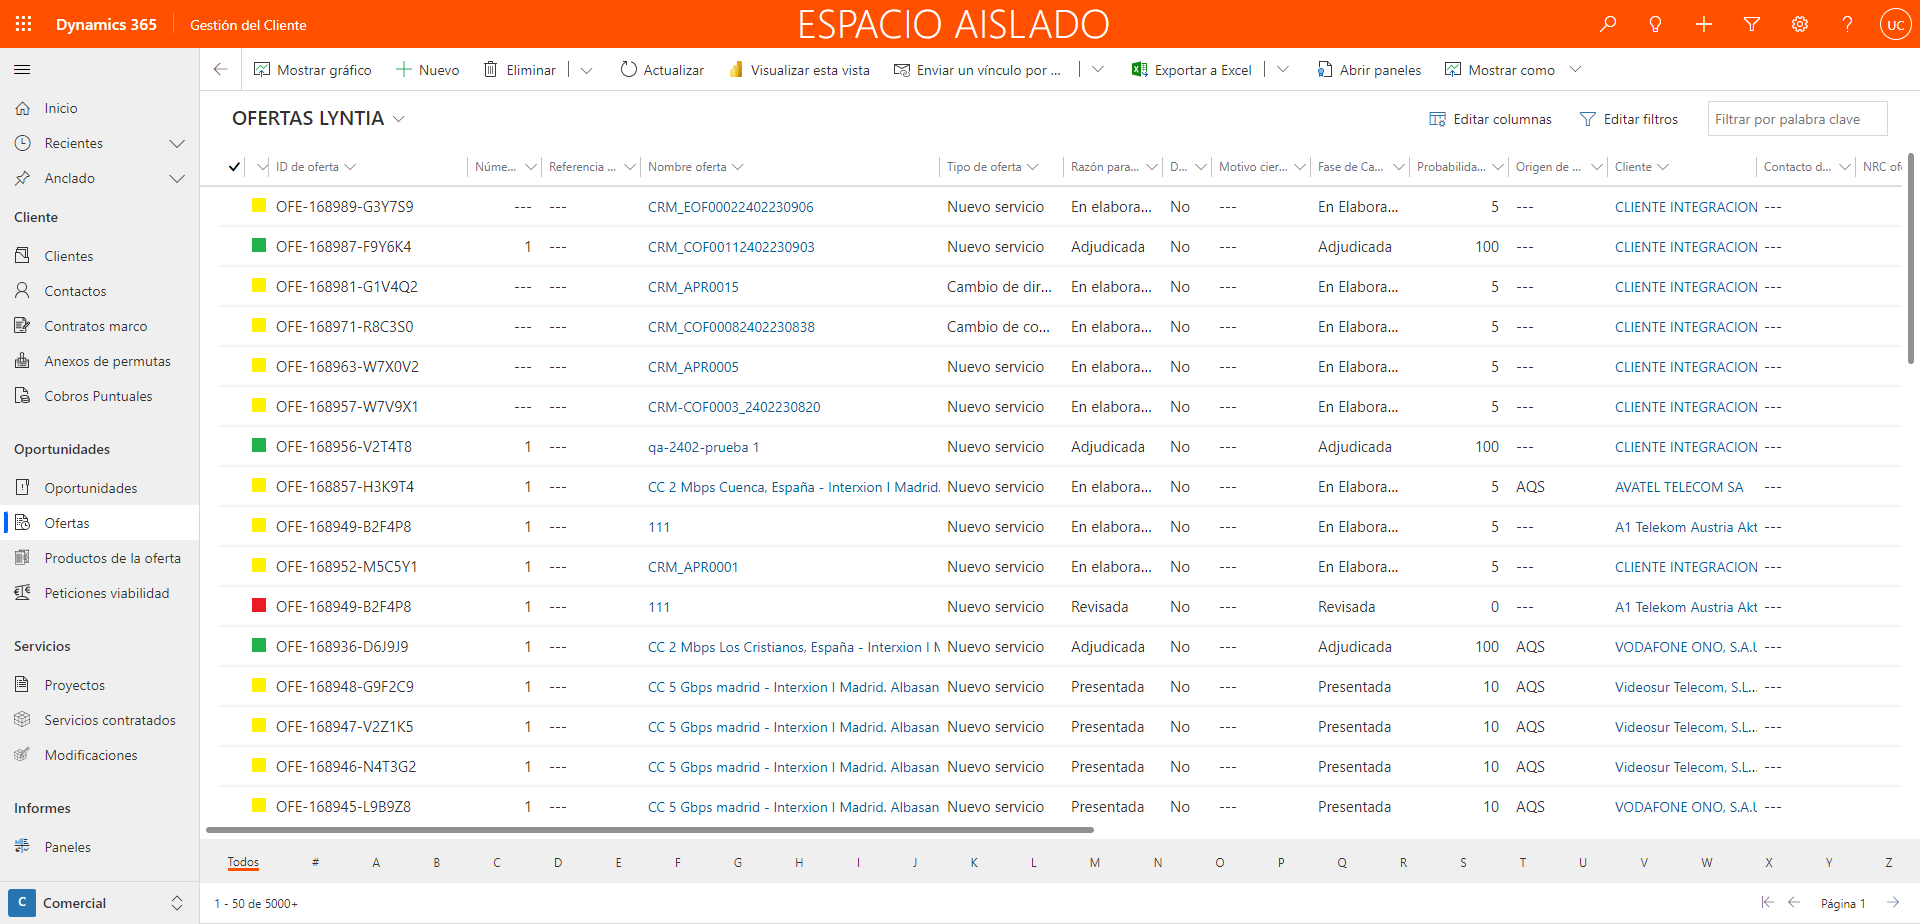 Dynamics 365 Gestión del Cliente ESPACIO AISLADO ? UC
Mostrar gráfico Nuevo Eliminar Actualizar Visualizar esta vista Enviar un vínculo por ... Exportar a Excel Abrir paneles Mostrar como
Inicio
Recientes
Anclado
Cliente
Clientes
Contactos
Contratos marco
Anexos de permutas
Cobros Puntuales
Oportunidades
Oportunidades
Ofertas
Productos de la oferta
Peticiones viabilidad
Servicios
Proyectos
Servicios contratados
Modificaciones
Informes
Paneles
C Comercial
OFERTAS LYNTIA Editar columnas Editar filtros Filtrar por palabra clave
ID de oferta Núme... Referencia ... Nombre oferta Tipo de oferta Razón para... D... Motivo cier... Fase de Ca... Probabilida... Origen de ... Cliente Contacto d... NRC of
OFE-168989-G3Y7S9 --- --- CRM_EOF00022402230906 Nuevo servicio En elabora... No --- En Elabora... 5 --- CLIENTE INTEGRACION ---
OFE-168987-F9Y6K4 1 --- CRM_COF00112402230903 Nuevo servicio Adjudicada No --- Adjudicada 100 --- CLIENTE INTEGRACION ---
OFE-168981-G1V4Q2 --- --- CRM_APR0015 Cambio de dir... En elabora... No --- En Elabora... 5 --- CLIENTE INTEGRACION ---
OFE-168971-R8C3S0 --- --- CRM_COF00082402230838 Cambio de co... En elabora... No --- En Elabora... 5 --- CLIENTE INTEGRACION ---
OFE-168963-W7X0V2 --- --- CRM_APR0005 Nuevo servicio En elabora... No --- En Elabora... 5 --- CLIENTE INTEGRACION ---
OFE-168957-W7V9X1 --- --- CRM-COF0003_2402230820 Nuevo servicio En elabora... No --- En Elabora... 5 --- CLIENTE INTEGRACION ---
OFE-168956-V2T4T8 1 --- qa-2402-prueba 1 Nuevo servicio Adjudicada No --- Adjudicada 100 --- CLIENTE INTEGRACION ---
OFE-168857-H3K9T4 1 --- CC 2 Mbps Cuenca, España - Interxion I Madrid. Nuevo servicio En elabora... No --- En Elabora... 5 AQS AVATEL TELECOM SA ---
OFE-168949-B2F4P8 1 --- 111 Nuevo servicio En elabora... No --- En Elabora... 5 --- A1 Telekom Austria Akt ---
OFE-168952-M5C5Y1 1 --- CRM_APR0001 Nuevo servicio En elabora... No --- En Elabora... 5 --- CLIENTE INTEGRACION ---
OFE-168949-B2F4P8 1 --- 111 Nuevo servicio Revisada No --- Revisada 0 --- A1 Telekom Austria Akt ---
OFE-168936-D6J9J9 1 --- CC 2 Mbps Los Cristianos, España - Interxion I M Nuevo servicio Adjudicada No --- Adjudicada 100 AQS VODAFONE ONO, S.A.U ---
OFE-168948-G9F2C9 1 --- CC 5 Gbps madrid - Interxion I Madrid. Albasan Nuevo servicio Presentada No --- Presentada 10 AQS Videosur Telecom, S.L... ---
OFE-168947-V2Z1K5 1 --- CC 5 Gbps madrid - Interxion I Madrid. Albasan Nuevo servicio Presentada No --- Presentada 10 AQS Videosur Telecom, S.L... ---
OFE-168946-N4T3G2 1 --- CC 5 Gbps madrid - Interxion I Madrid. Albasan Nuevo servicio Presentada No --- Presentada 10 AQS Videosur Telecom, S.L... ---
OFE-168945-L9B9Z8 1 --- CC 5 Gbps madrid - Interxion I Madrid. Albasan Nuevo servicio Presentada No --- Presentada 10 AQS VODAFONE ONO, S.A.U ---
Todos # A B C D E F G H I J K L M N O P Q R S T U V W X Y Z
1 - 50 de 5000+ Página 1